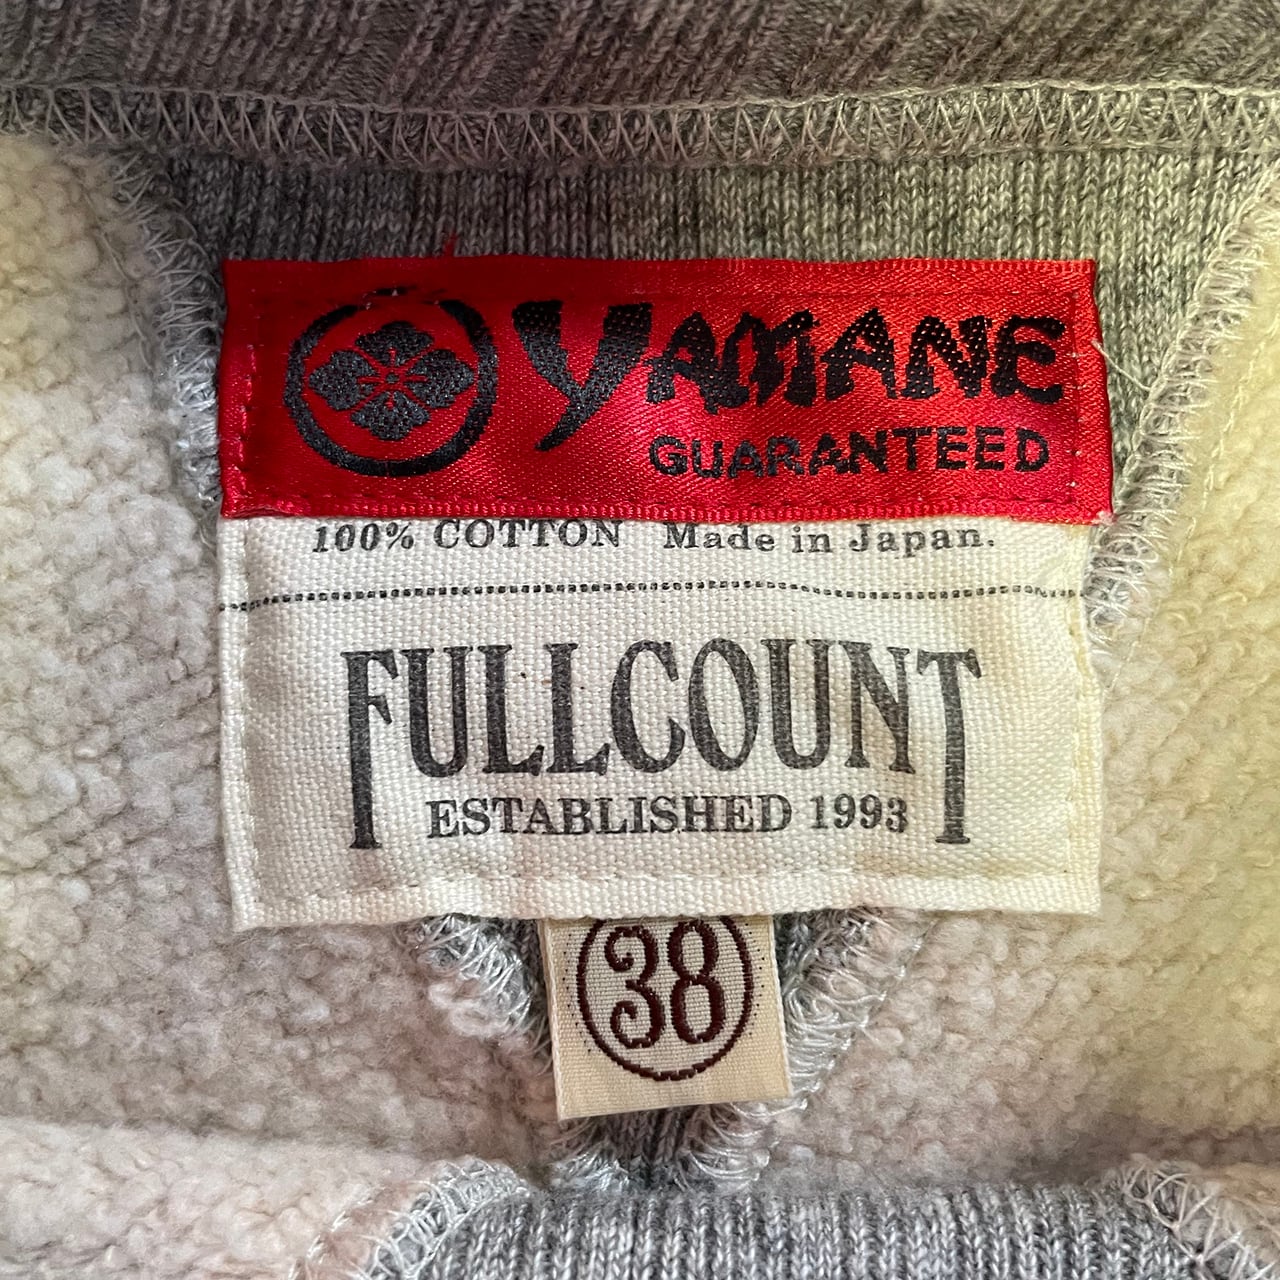 YAMANE
GUARANTEED
100% COTTON Made in Japan.
FULLCOUNT
ESTABLISHED 1993
38